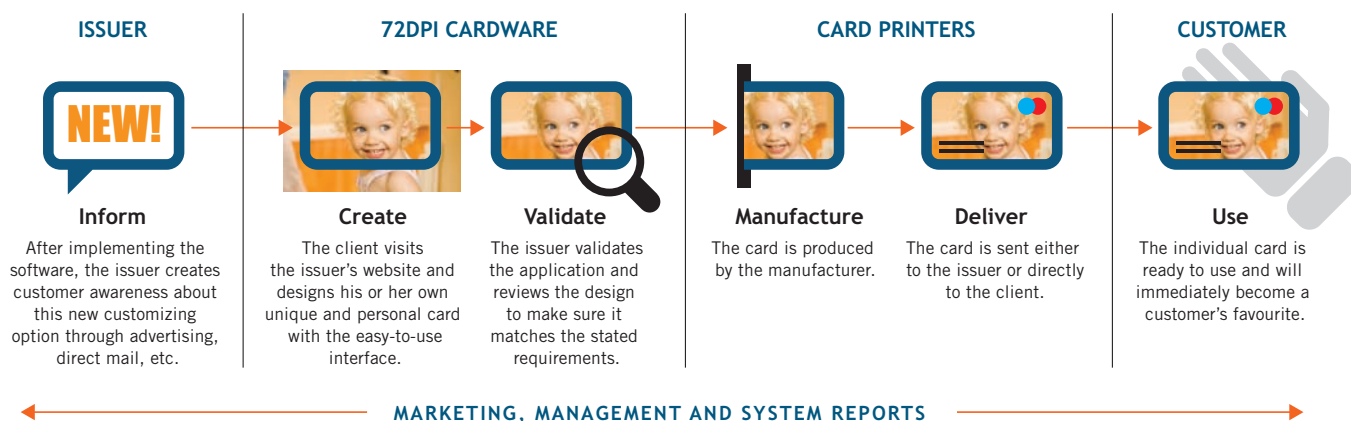 ISSUER
72DPI CARDWARE
CARD PRINTERS
CUSTOMER
NEW!
Inform
After implementing the
software, the issuer creates
customer awareness about
this new customizing
option through advertising,
direct mail, etc.
Create
The client visits
the issuer’s website and
designs his or her own
unique and personal card
with the easy-to-use
interface.
Validate
The issuer validates
the application and
reviews the design
to make sure it
matches the stated
requirements.
Manufacture
The card is produced
by the manufacturer.
Deliver
The card is sent either
to the issuer or directly
to the client.
Use
The individual card is
ready to use and will
immediately become a
customer’s favourite.
MARKETING, MANAGEMENT AND SYSTEM REPORTS